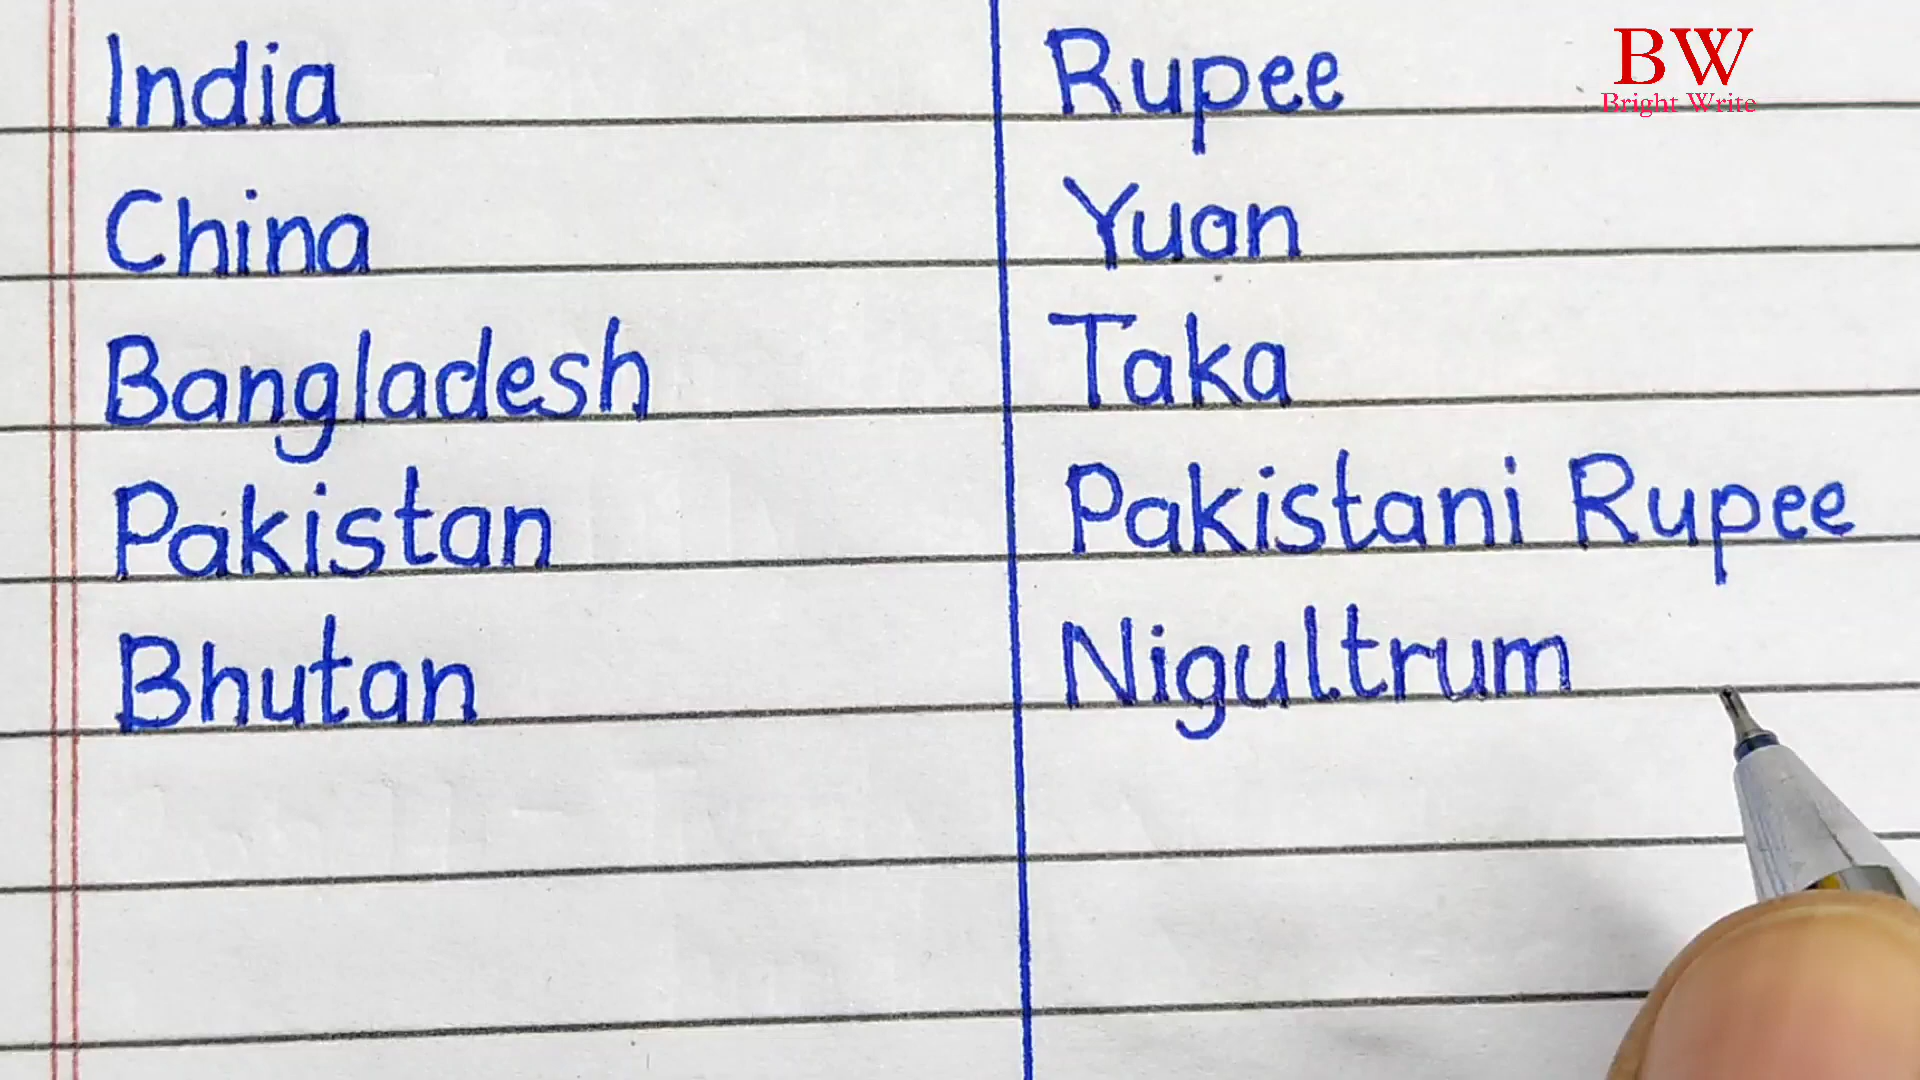 India Rupee
BW
Bright Write
China Yuan
Bangladesh Taka
Pakistan Pakistani Rupee
Bhutan Nigultrum